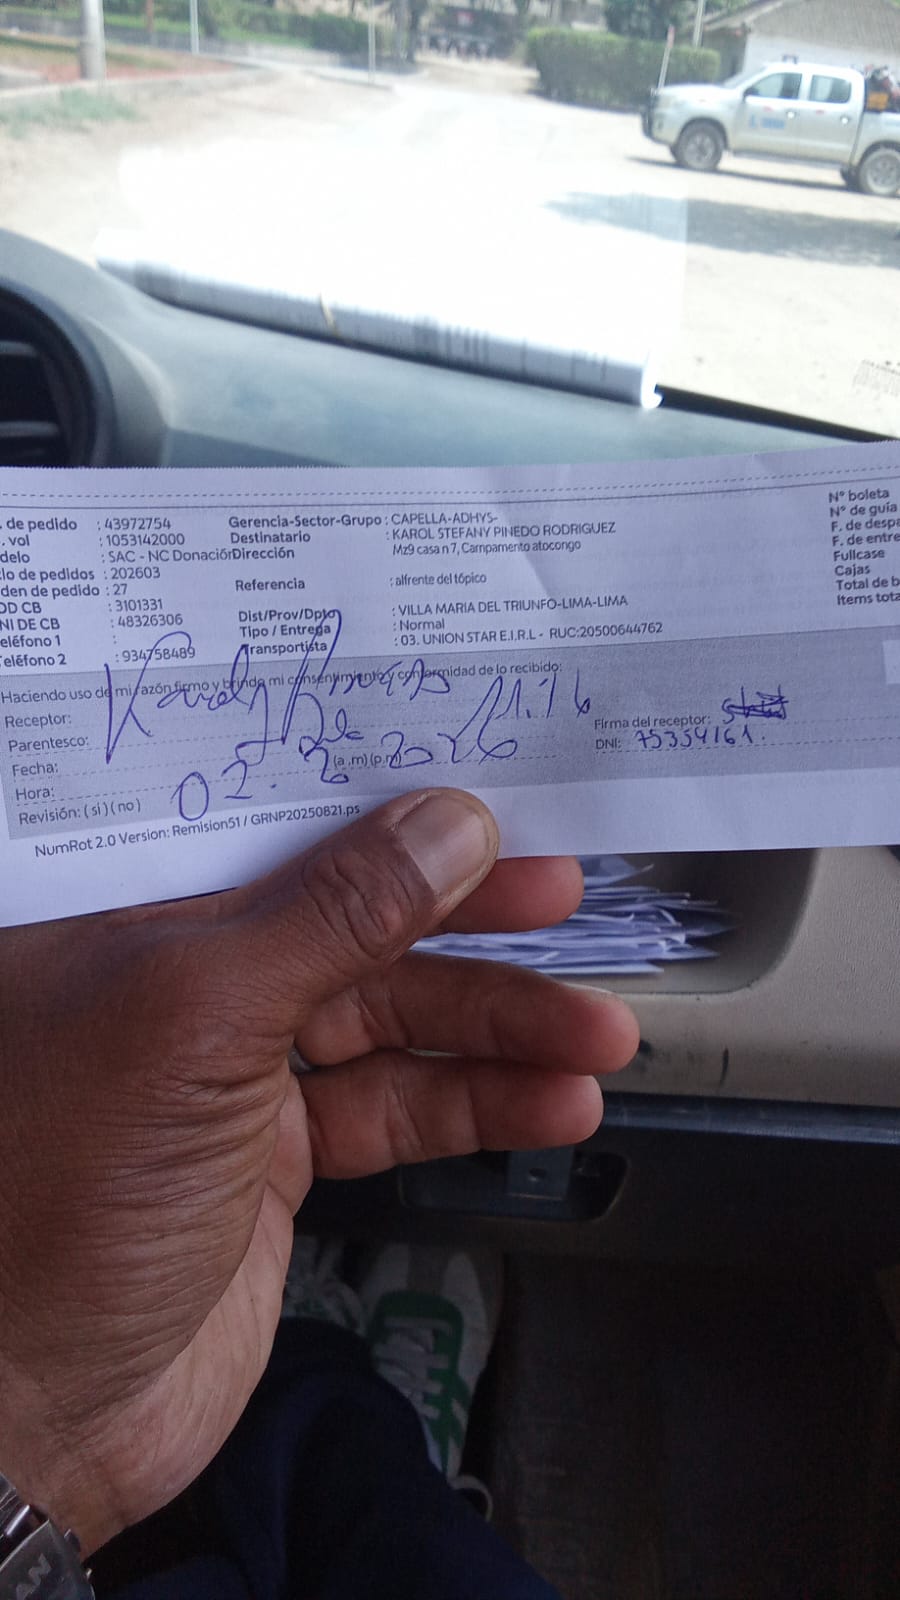 . de pedido : 43972754 Gerencia-Sector-Grupo : CAPELLA-ADHYS- N° boleta
. vol : 1053142000 Destinatario : KAROL STEFANY PINEDO RODRIGUEZ N° de guía
delo : SAC - NC Donación Dirección Mz9 casa n 7, Campamento atocongo F. de despa
lo de pedidos : 202603 F. de entre
den de pedido : 27 Referencia : alfrente del tópico Fullcase
OD CB : 3101331 Cajas
NI DE CB : 48326306 Dist/Prov/Dpto : VILLA MARIA DEL TRIUNFO-LIMA-LIMA Total de b
eléfono 1 : Tipo / Entrega : Normal Items tota
eléfono 2 : 934758489 Transportista : 03. UNION STAR E.I.R.L - RUC:20500644762
Haciendo uso de mi razón firmo y brindo mi consentimiento y conformidad de lo recibido:
Receptor:
Parentesco: 11:16 Firma del receptor:
Fecha: 02. 2 2026 DNI: 75354161.
Hora: (a.m)(p.m)
Revisión: (si) (no)
NumRot 2.0 Version: Remision51 / GRNP20250821.ps